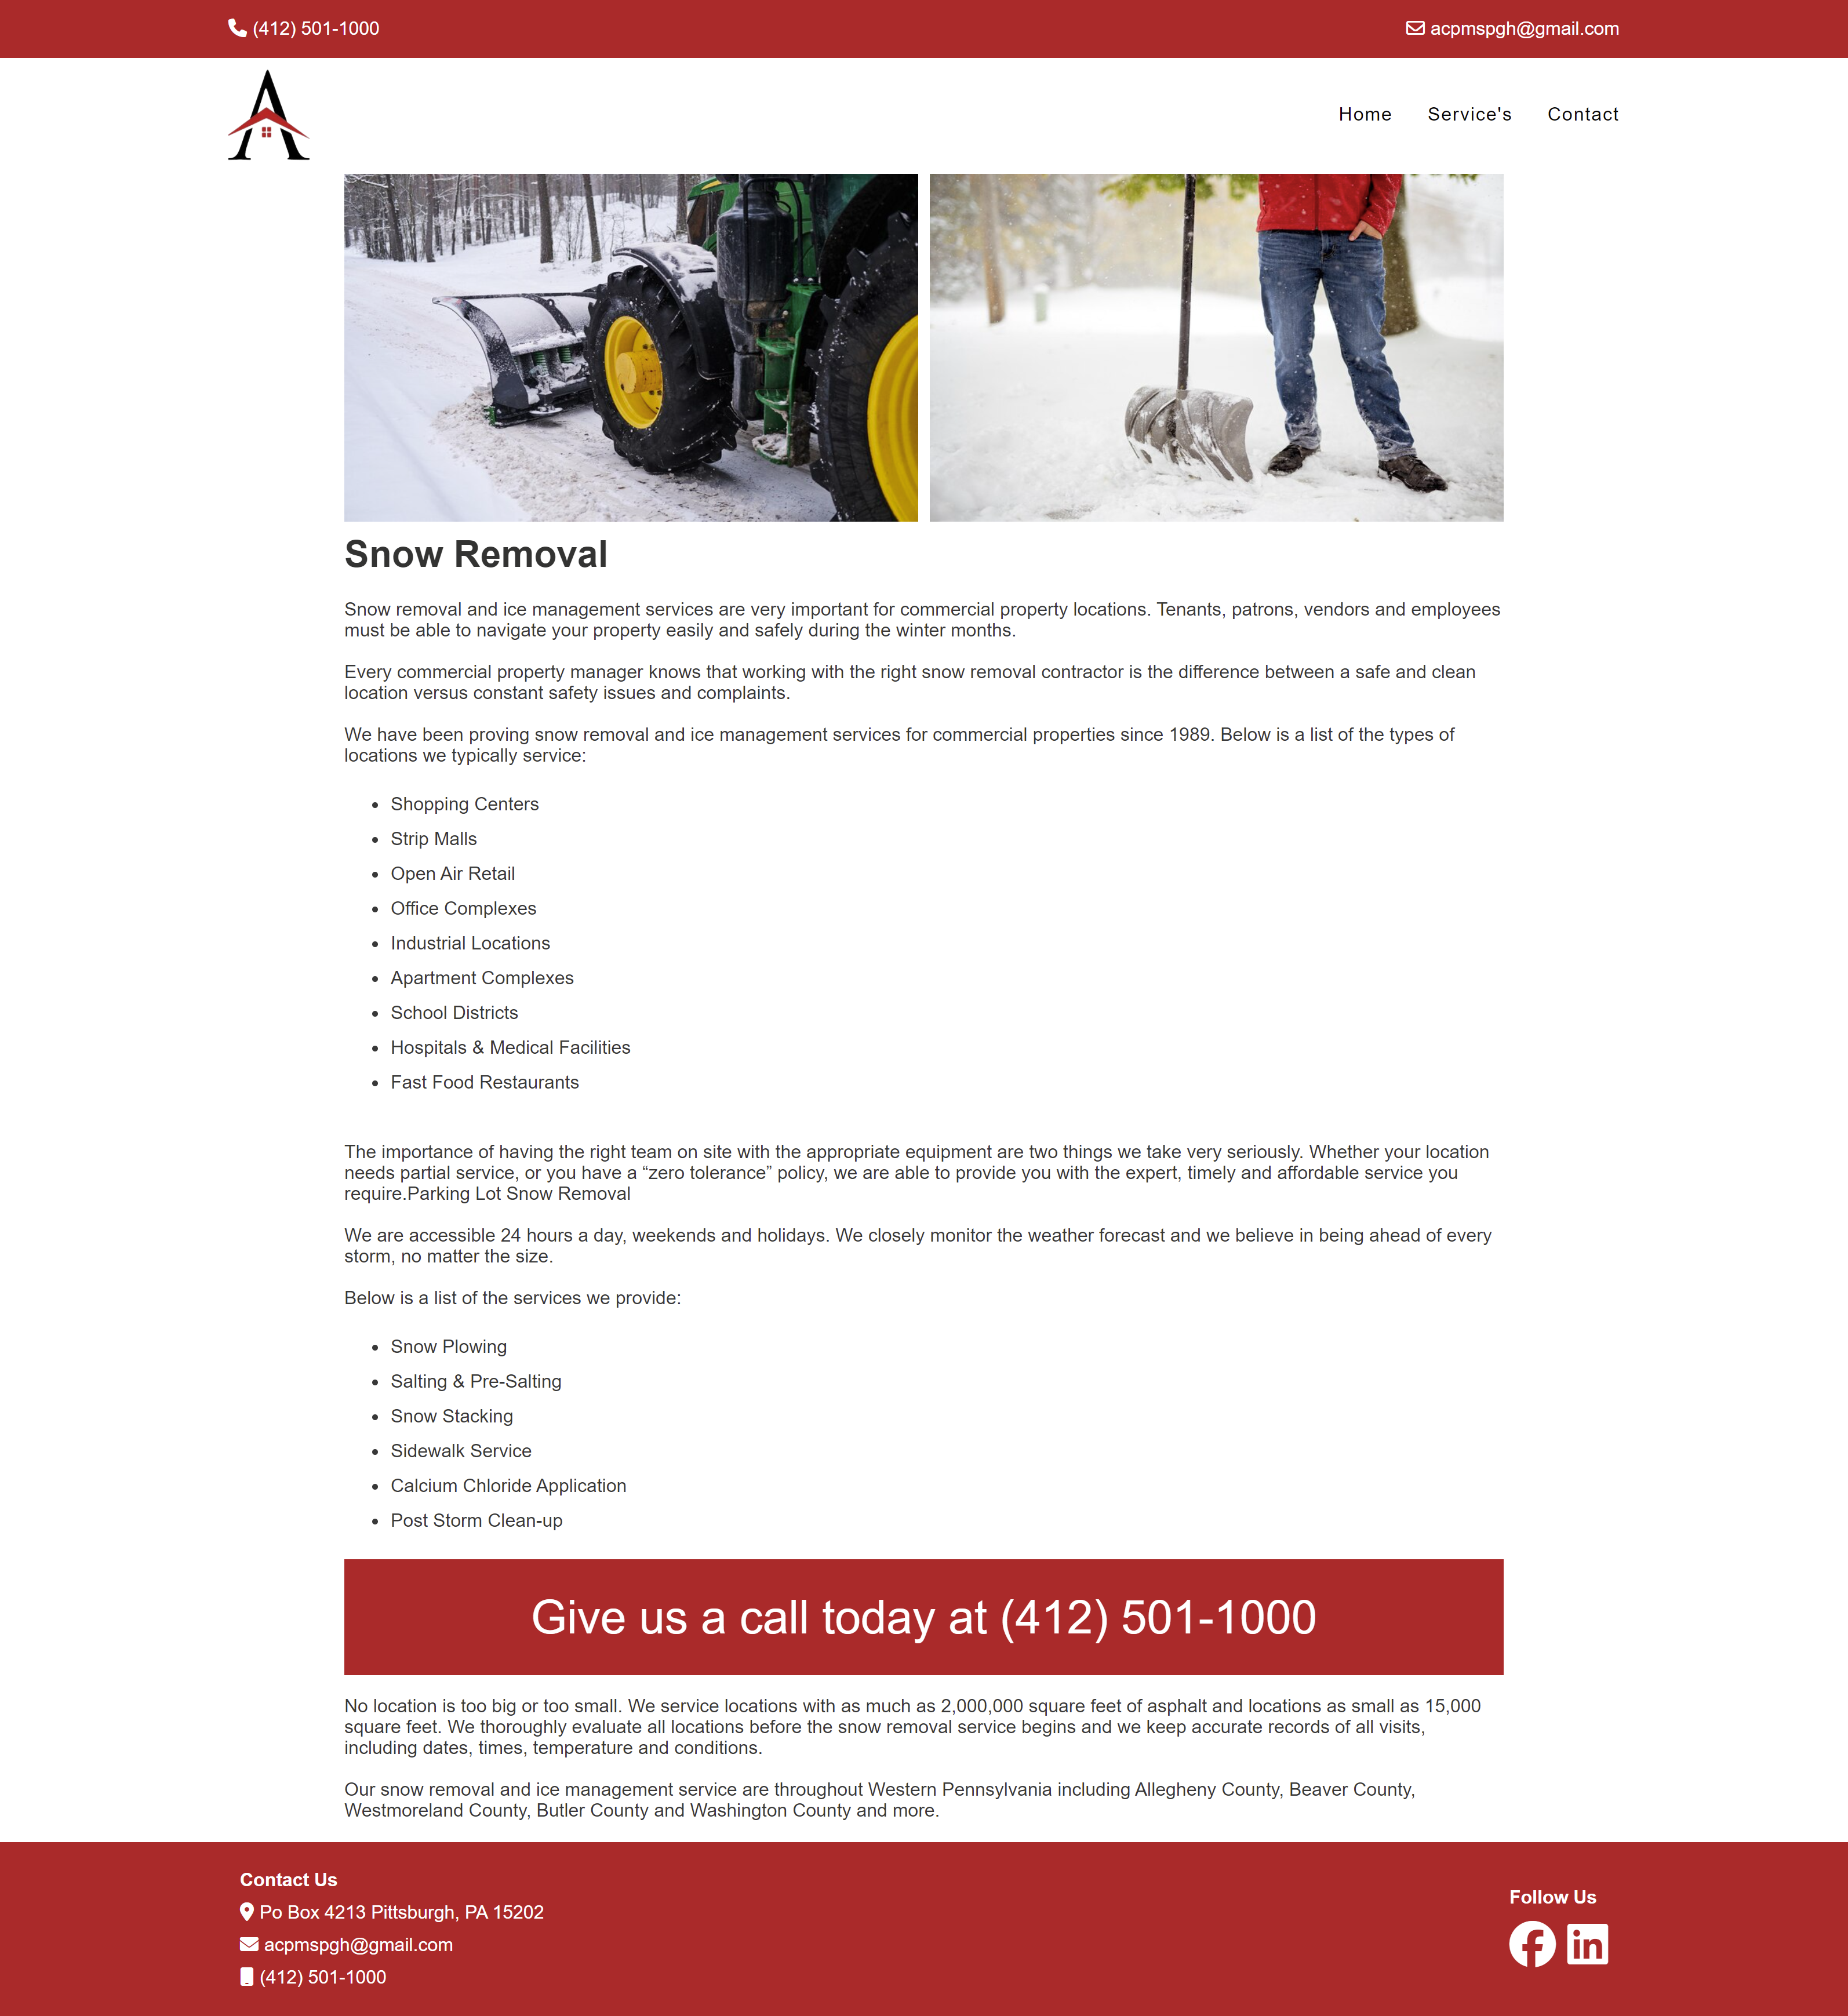 (412) 501-1000
acpmspgh@gmail.com
A
Home Service's Contact
Snow Removal
Snow removal and ice management services are very important for commercial property locations. Tenants, patrons, vendors and employees
must be able to navigate your property easily and safely during the winter months.
Every commercial property manager knows that working with the right snow removal contractor is the difference between a safe and clean
location versus constant safety issues and complaints.
We have been proving snow removal and ice management services for commercial properties since 1989. Below is a list of the types of
locations we typically service:
• Shopping Centers
• Strip Malls
• Open Air Retail
• Office Complexes
• Industrial Locations
• Apartment Complexes
• School Districts
• Hospitals & Medical Facilities
• Fast Food Restaurants
The importance of having the right team on site with the appropriate equipment are two things we take very seriously. Whether your location
needs partial service, or you have a “zero tolerance” policy, we are able to provide you with the expert, timely and affordable service you
require.Parking Lot Snow Removal
We are accessible 24 hours a day, weekends and holidays. We closely monitor the weather forecast and we believe in being ahead of every
storm, no matter the size.
Below is a list of the services we provide:
• Snow Plowing
• Salting & Pre-Salting
• Snow Stacking
• Sidewalk Service
• Calcium Chloride Application
• Post Storm Clean-up
Give us a call today at (412) 501-1000
No location is too big or too small. We service locations with as much as 2,000,000 square feet of asphalt and locations as small as 15,000
square feet. We thoroughly evaluate all locations before the snow removal service begins and we keep accurate records of all visits,
including dates, times, temperature and conditions.
Our snow removal and ice management service are throughout Western Pennsylvania including Allegheny County, Beaver County,
Westmoreland County, Butler County and Washington County and more.
Contact Us
Po Box 4213 Pittsburgh, PA 15202
acpmspgh@gmail.com
(412) 501-1000
Follow Us